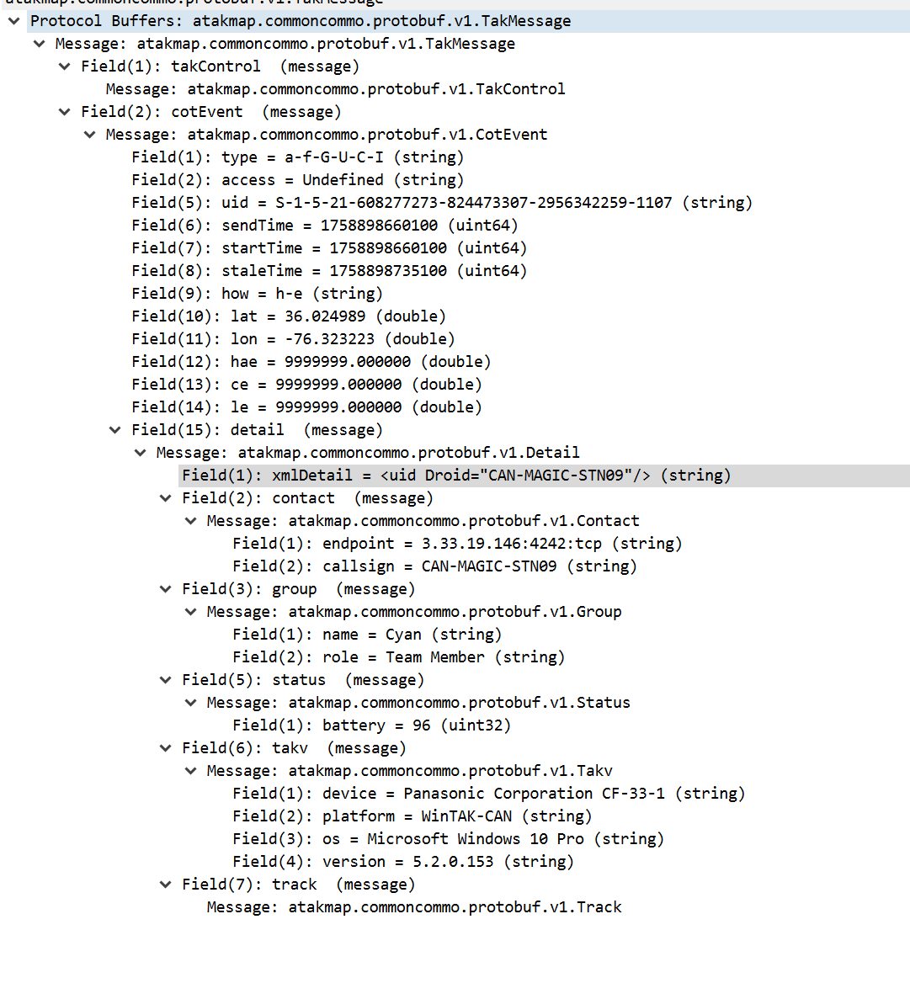 atakmap.commoncommo.protobuf.v1.TakMessage
Protocol Buffers: atakmap.commoncommo.protobuf.v1.TakMessage
Message: atakmap.commoncommo.protobuf.v1.TakMessage
Field(1): takControl  (message)
Message: atakmap.commoncommo.protobuf.v1.TakControl
Field(2): cotEvent  (message)
Message: atakmap.commoncommo.protobuf.v1.CotEvent
Field(1): type = a-f-G-U-C-I (string)
Field(2): access = Undefined (string)
Field(5): uid = S-1-5-21-608277273-824473307-2956342259-1107 (string)
Field(6): sendTime = 1758898660100 (uint64)
Field(7): startTime = 1758898660100 (uint64)
Field(8): staleTime = 1758898735100 (uint64)
Field(9): how = h-e (string)
Field(10): lat = 36.024989 (double)
Field(11): lon = -76.323223 (double)
Field(12): hae = 9999999.000000 (double)
Field(13): ce = 9999999.000000 (double)
Field(14): le = 9999999.000000 (double)
Field(15): detail  (message)
Message: atakmap.commoncommo.protobuf.v1.Detail
Field(1): xmlDetail = <uid Droid="CAN-MAGIC-STN09"/> (string)
Field(2): contact  (message)
Message: atakmap.commoncommo.protobuf.v1.Contact
Field(1): endpoint = 3.33.19.146:4242:tcp (string)
Field(2): callsign = CAN-MAGIC-STN09 (string)
Field(3): group  (message)
Message: atakmap.commoncommo.protobuf.v1.Group
Field(1): name = Cyan (string)
Field(2): role = Team Member (string)
Field(5): status  (message)
Message: atakmap.commoncommo.protobuf.v1.Status
Field(1): battery = 96 (uint32)
Field(6): takv  (message)
Message: atakmap.commoncommo.protobuf.v1.Takv
Field(1): device = Panasonic Corporation CF-33-1 (string)
Field(2): platform = WinTAK-CAN (string)
Field(3): os = Microsoft Windows 10 Pro (string)
Field(4): version = 5.2.0.153 (string)
Field(7): track  (message)
Message: atakmap.commoncommo.protobuf.v1.Track